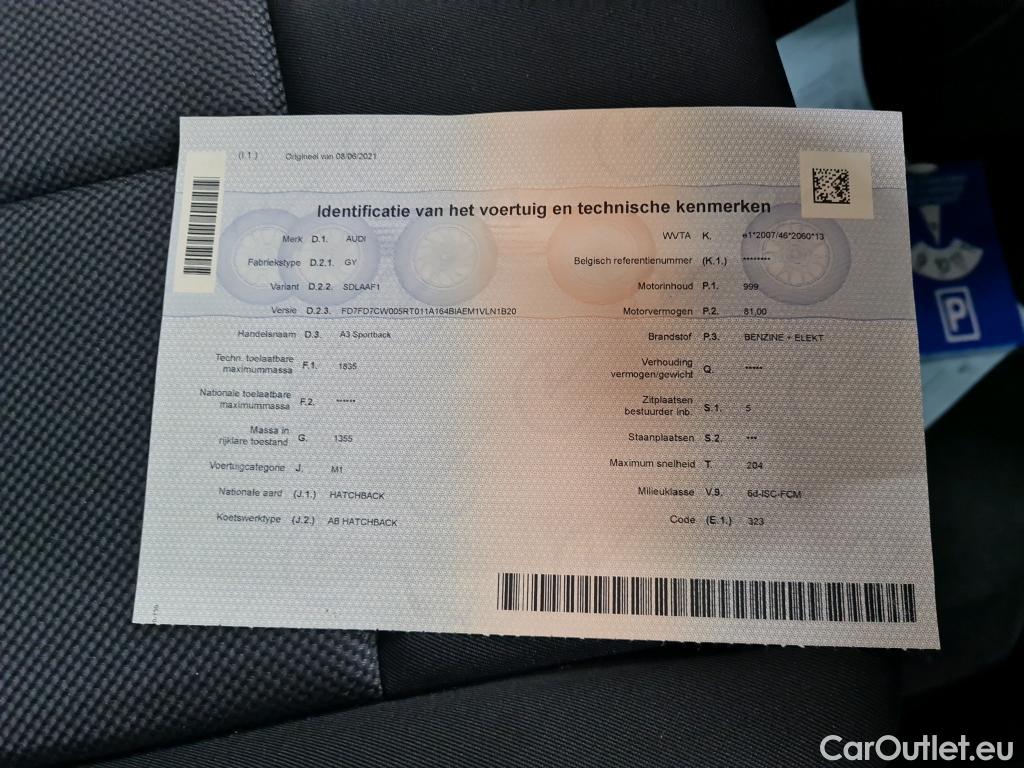 (I.1.) Origineel van 08/06/2021
Identificatie van het voertuig en technische kenmerken
Merk D.1. AUDI
Fabriekstype D.2.1. GY
Variant D.2.2. SDLAAF1
Versie D.2.3. FD7FD7CW005RT011A164BIAEM1VLN1B20
Handelsnaam D.3. A3 Sportback
Techn. toelaatbare
maximummassa F.1. 1835
Nationale toelaatbare
maximummassa F.2. ******
Massa in
rijklare toestand G. 1355
Voertuigcategorie J. M1
Nationale aard (J.1.) HATCHBACK
Koetswerktype (J.2.) AB HATCHBACK
WVTA K. e1*2007/46*2060*13
Belgisch referentienummer (K.1.) ********
Motorinhoud P.1. 999
Motorvermogen P.2. 81,00
Brandstof P.3. BENZINE + ELEKT
Verhouding
vermogen/gewicht Q. *****
Zitplaatsen
bestuurder inb. S.1. 5
Staanplaatsen S.2. ***
Maximum snelheid T. 204
Milieuklasse V.9. 6d-ISC-FCM
Code (E.1.) 323
P
CarOutlet.eu